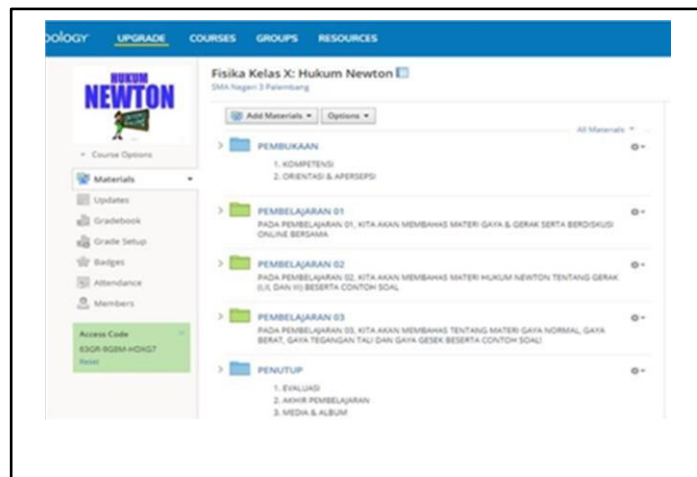 oology UPGRADE COURSES GROUPS RESOURCES
HUKUM
NEWTON
Course Options
Materials
Updates
Gradebook
Grade Setup
Badges
Attendance
Members
Access Code
Reset
Fisika Kelas X: Hukum Newton
SMA Negeri 3 Palembang
Add Materials Options
All Materials
PEMBUKAAN
1. KOMPETENSI
2. ORIENTASI & APERSEPSI
PEMBELAJARAN 01
PADA PEMBELAJARAN 01, KITA AKAN MEMBAHAS MATERI GAYA & GERAK SERTA BERDISKUSI
ONLINE BERSAMA
PEMBELAJARAN 02
PADA PEMBELAJARAN 02, KITA AKAN MEMBAHAS MATERI HUKUM NEWTON TENTANG GERAK
(I,II, DAN III) BESERTA CONTOH SOAL
PEMBELAJARAN 03
PADA PEMBELAJARAN 03, KITA AKAN MEMBAHAS TENTANG MATERI GAYA NORMAL, GAYA
BERAT, GAYA TEGANGAN TALI DAN GAYA GESEK BESERTA CONTOH SOAL!
PENUTUP
1. EVALUASI
2. AKHIR PEMBELAJARAN
3. MEDIA & ALBUM